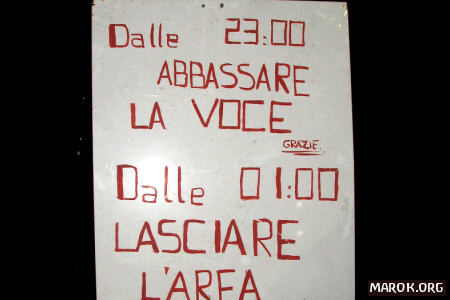 Dalle 23:00
ABBASSARE
LA VOCE
GRAZIE.
Dalle 01:00
LASCIARE
L'AREA
MAROK.ORG